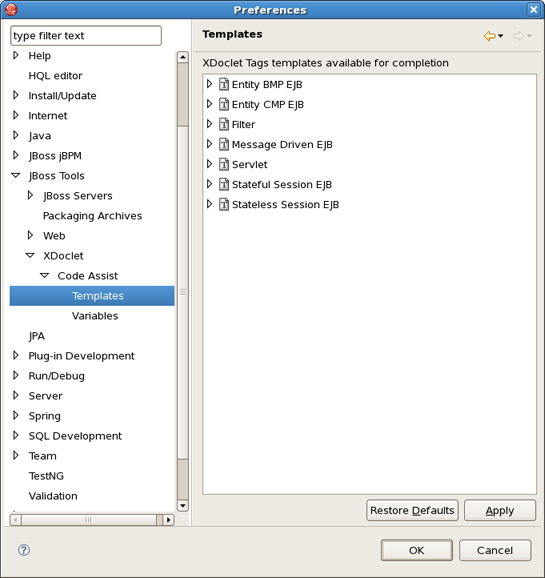 Preferences
type filter text
Help
HQL editor
Install/Update
Internet
Java
JBoss jBPM
JBoss Tools
JBoss Servers
Packaging Archives
Web
XDoclet
Code Assist
Templates
Variables
JPA
Plug-in Development
Run/Debug
Server
Spring
SQL Development
Team
TestNG
Validation
Templates
XDoclet Tags templates available for completion
Entity BMP EJB
Entity CMP EJB
Filter
Message Driven EJB
Servlet
Stateful Session EJB
Stateless Session EJB
Restore Defaults
Apply
?
OK
Cancel